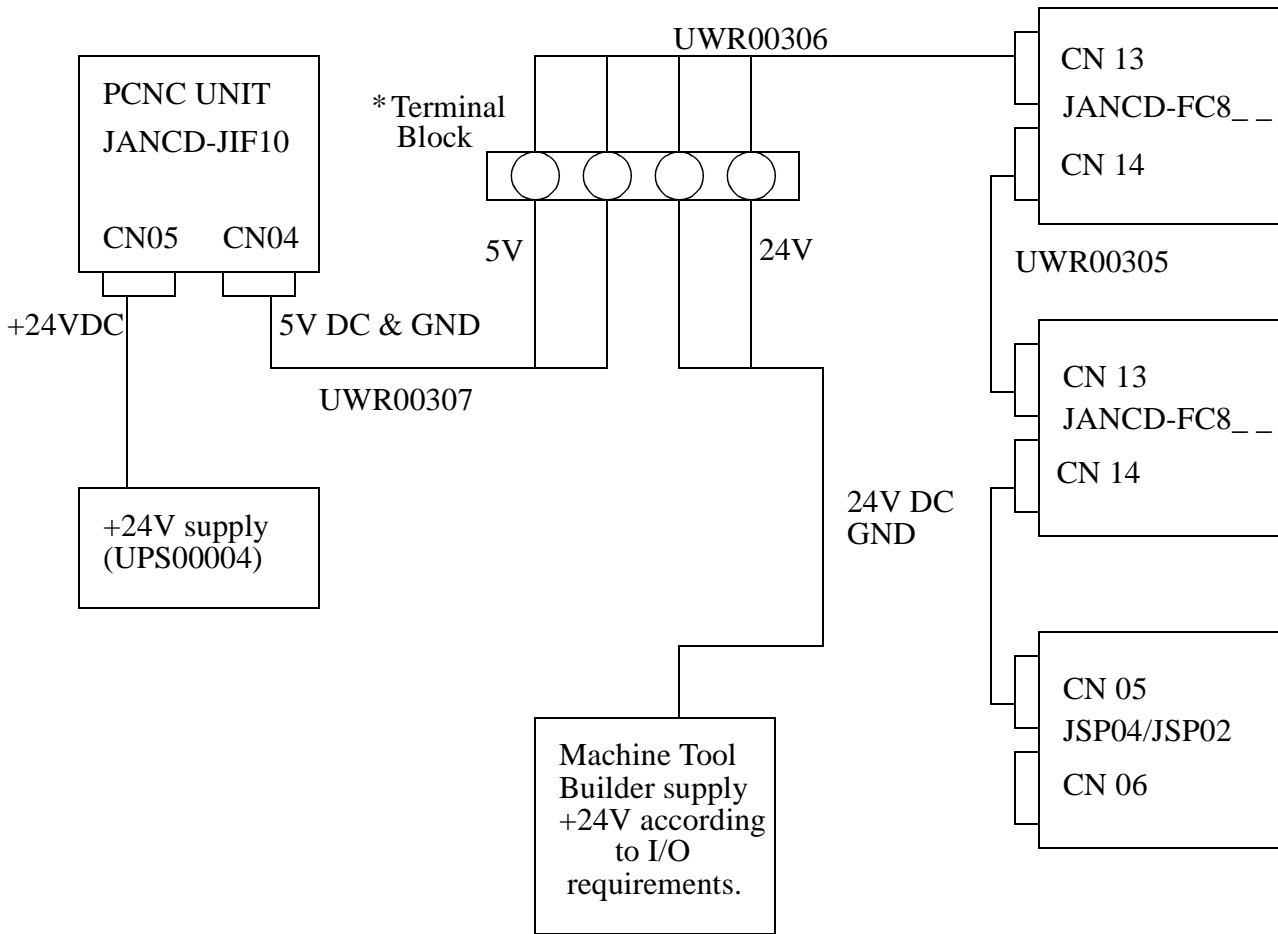 UWR00306
PCNC UNIT
JANCD-JIF10
CN05
CN04
* Terminal
Block
CN 13
JANCD-FC8_ _
CN 14
5V
24V
UWR00305
+24VDC
5V DC & GND
UWR00307
CN 13
JANCD-FC8_ _
CN 14
+24V supply
(UPS00004)
24V DC
GND
CN 05
JSP04/JSP02
CN 06
Machine Tool
Builder supply
+24V according
to I/O
requirements.